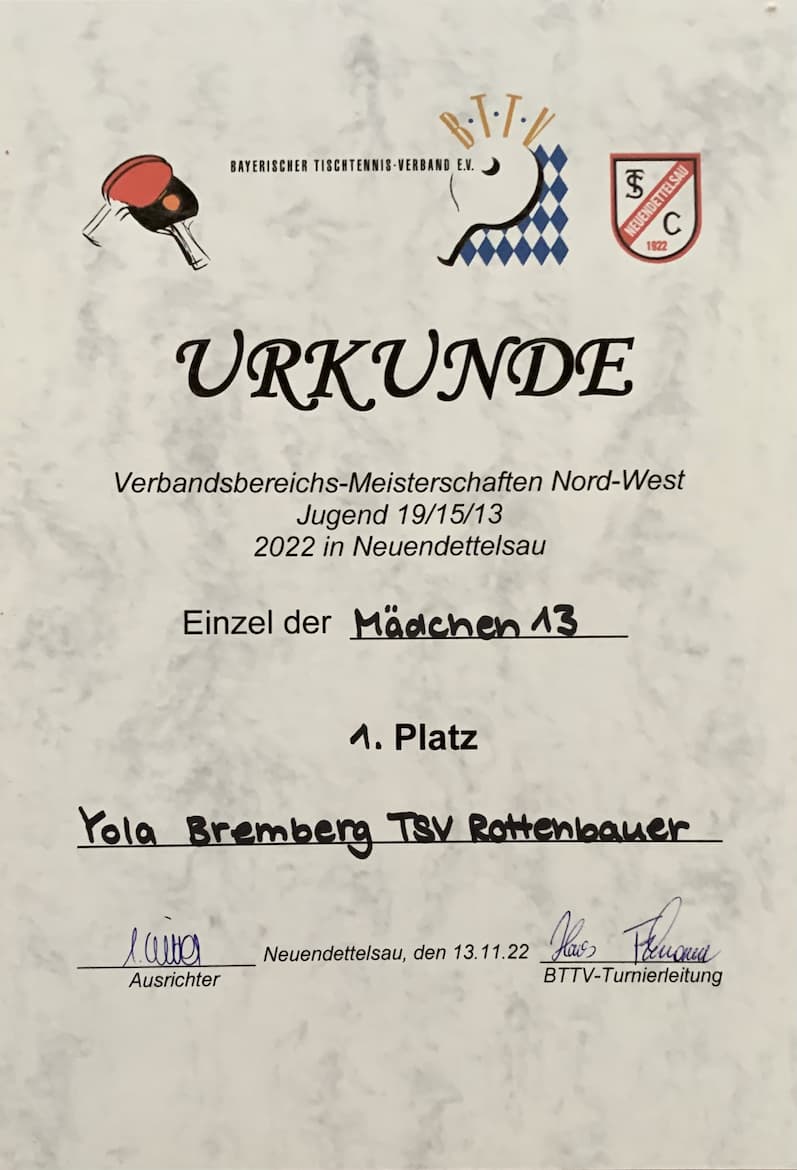 B·T·T·V
BAYERISCHER TISCHTENNIS-VERBAND E.V.
TSC
NEUENDETTELSAU
1922
URKUNDE
Verbandsbereichs-Meisterschaften Nord-West
Jugend 19/15/13
2022 in Neuendettelsau
Einzel der Mädchen 13
1. Platz
Yola Bremberg TSV Rottenbauer
Neuendettelsau, den 13.11.22
Ausrichter
BTTV-Turnierleitung